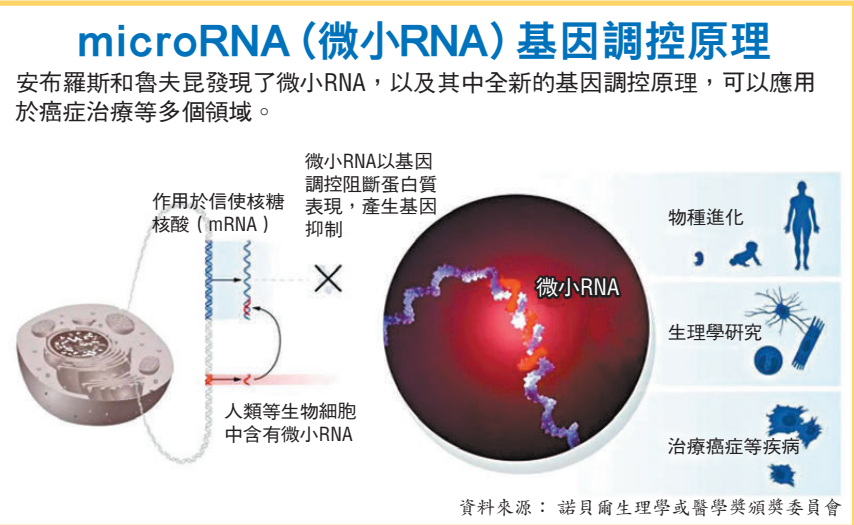 microRNA（微小RNA）基因調控原理
安布羅斯和魯夫昆發現了微小RNA，以及其中全新的基因調控原理，可以應用
於癌症治療等多個領域。
作用於信使核糖
核酸（mRNA）
微小RNA以基因
調控阻斷蛋白質
表現，產生基因
抑制
人類等生物細胞
中含有微小RNA
微小RNA
物種進化
生理學研究
治療癌症等疾病
資料來源：諾貝爾生理學或醫學獎頒獎委員會